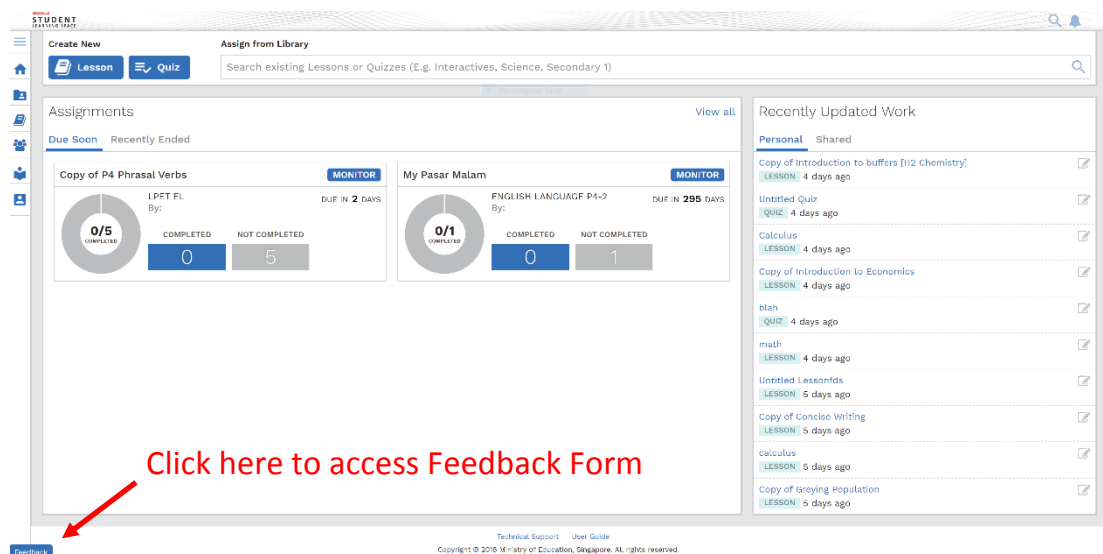 STUDENT
LEARNING SPACE
Create New
Assign from Library
Lesson
Quiz
Search existing Lessons or Quizzes (E.g. Interactives, Science, Secondary 1)
Rectangular Snip
Assignments
View all
Due Soon Recently Ended
Copy of P4 Phrasal Verbs
MONITOR
LPET EL
By:
DUE IN 2 DAYS
0/5
COMPLETED
COMPLETED NOT COMPLETED
0 5
My Pasar Malam
MONITOR
ENGLISH LANGUAGE P4-2
By:
DUE IN 295 DAYS
0/1
COMPLETED
COMPLETED NOT COMPLETED
0 1
Recently Updated Work
Personal Shared
Copy of Introduction to buffers [H2 Chemistry]
LESSON 4 days ago
Untitled Quiz
QUIZ 4 days ago
Calculus
LESSON 4 days ago
Copy of Introduction to Economics
LESSON 4 days ago
blah
QUIZ 4 days ago
math
LESSON 4 days ago
Untitled Lessonfds
LESSON 5 days ago
Copy of Concise Writing
LESSON 5 days ago
calculus
LESSON 5 days ago
Copy of Greying Population
LESSON 5 days ago
Click here to access Feedback Form
Feedback
Technical Support User Guide
Copyright © 2018 Ministry of Education, Singapore. All rights reserved.